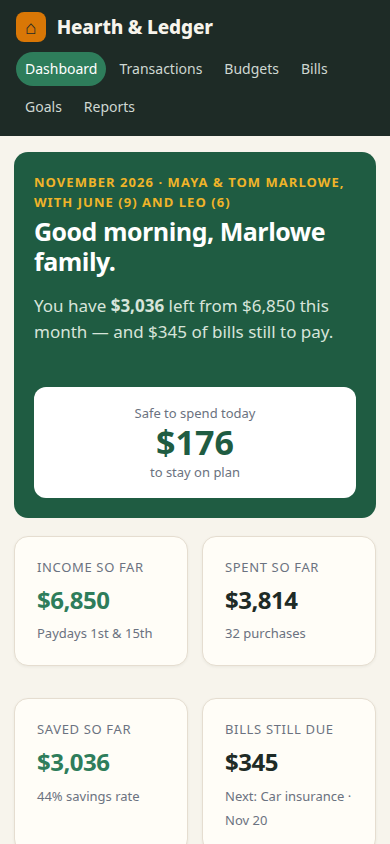 Hearth & Ledger
Dashboard Transactions Budgets Bills
Goals Reports
NOVEMBER 2026 · MAYA & TOM MARLOWE,
WITH JUNE (9) AND LEO (6)
Good morning, Marlowe
family.
You have $3,036 left from $6,850 this
month — and $345 of bills still to pay.
Safe to spend today
$176
to stay on plan
INCOME SO FAR
$6,850
Paydays 1st & 15th
SPENT SO FAR
$3,814
32 purchases
SAVED SO FAR
$3,036
44% savings rate
BILLS STILL DUE
$345
Next: Car insurance ·
Nov 20